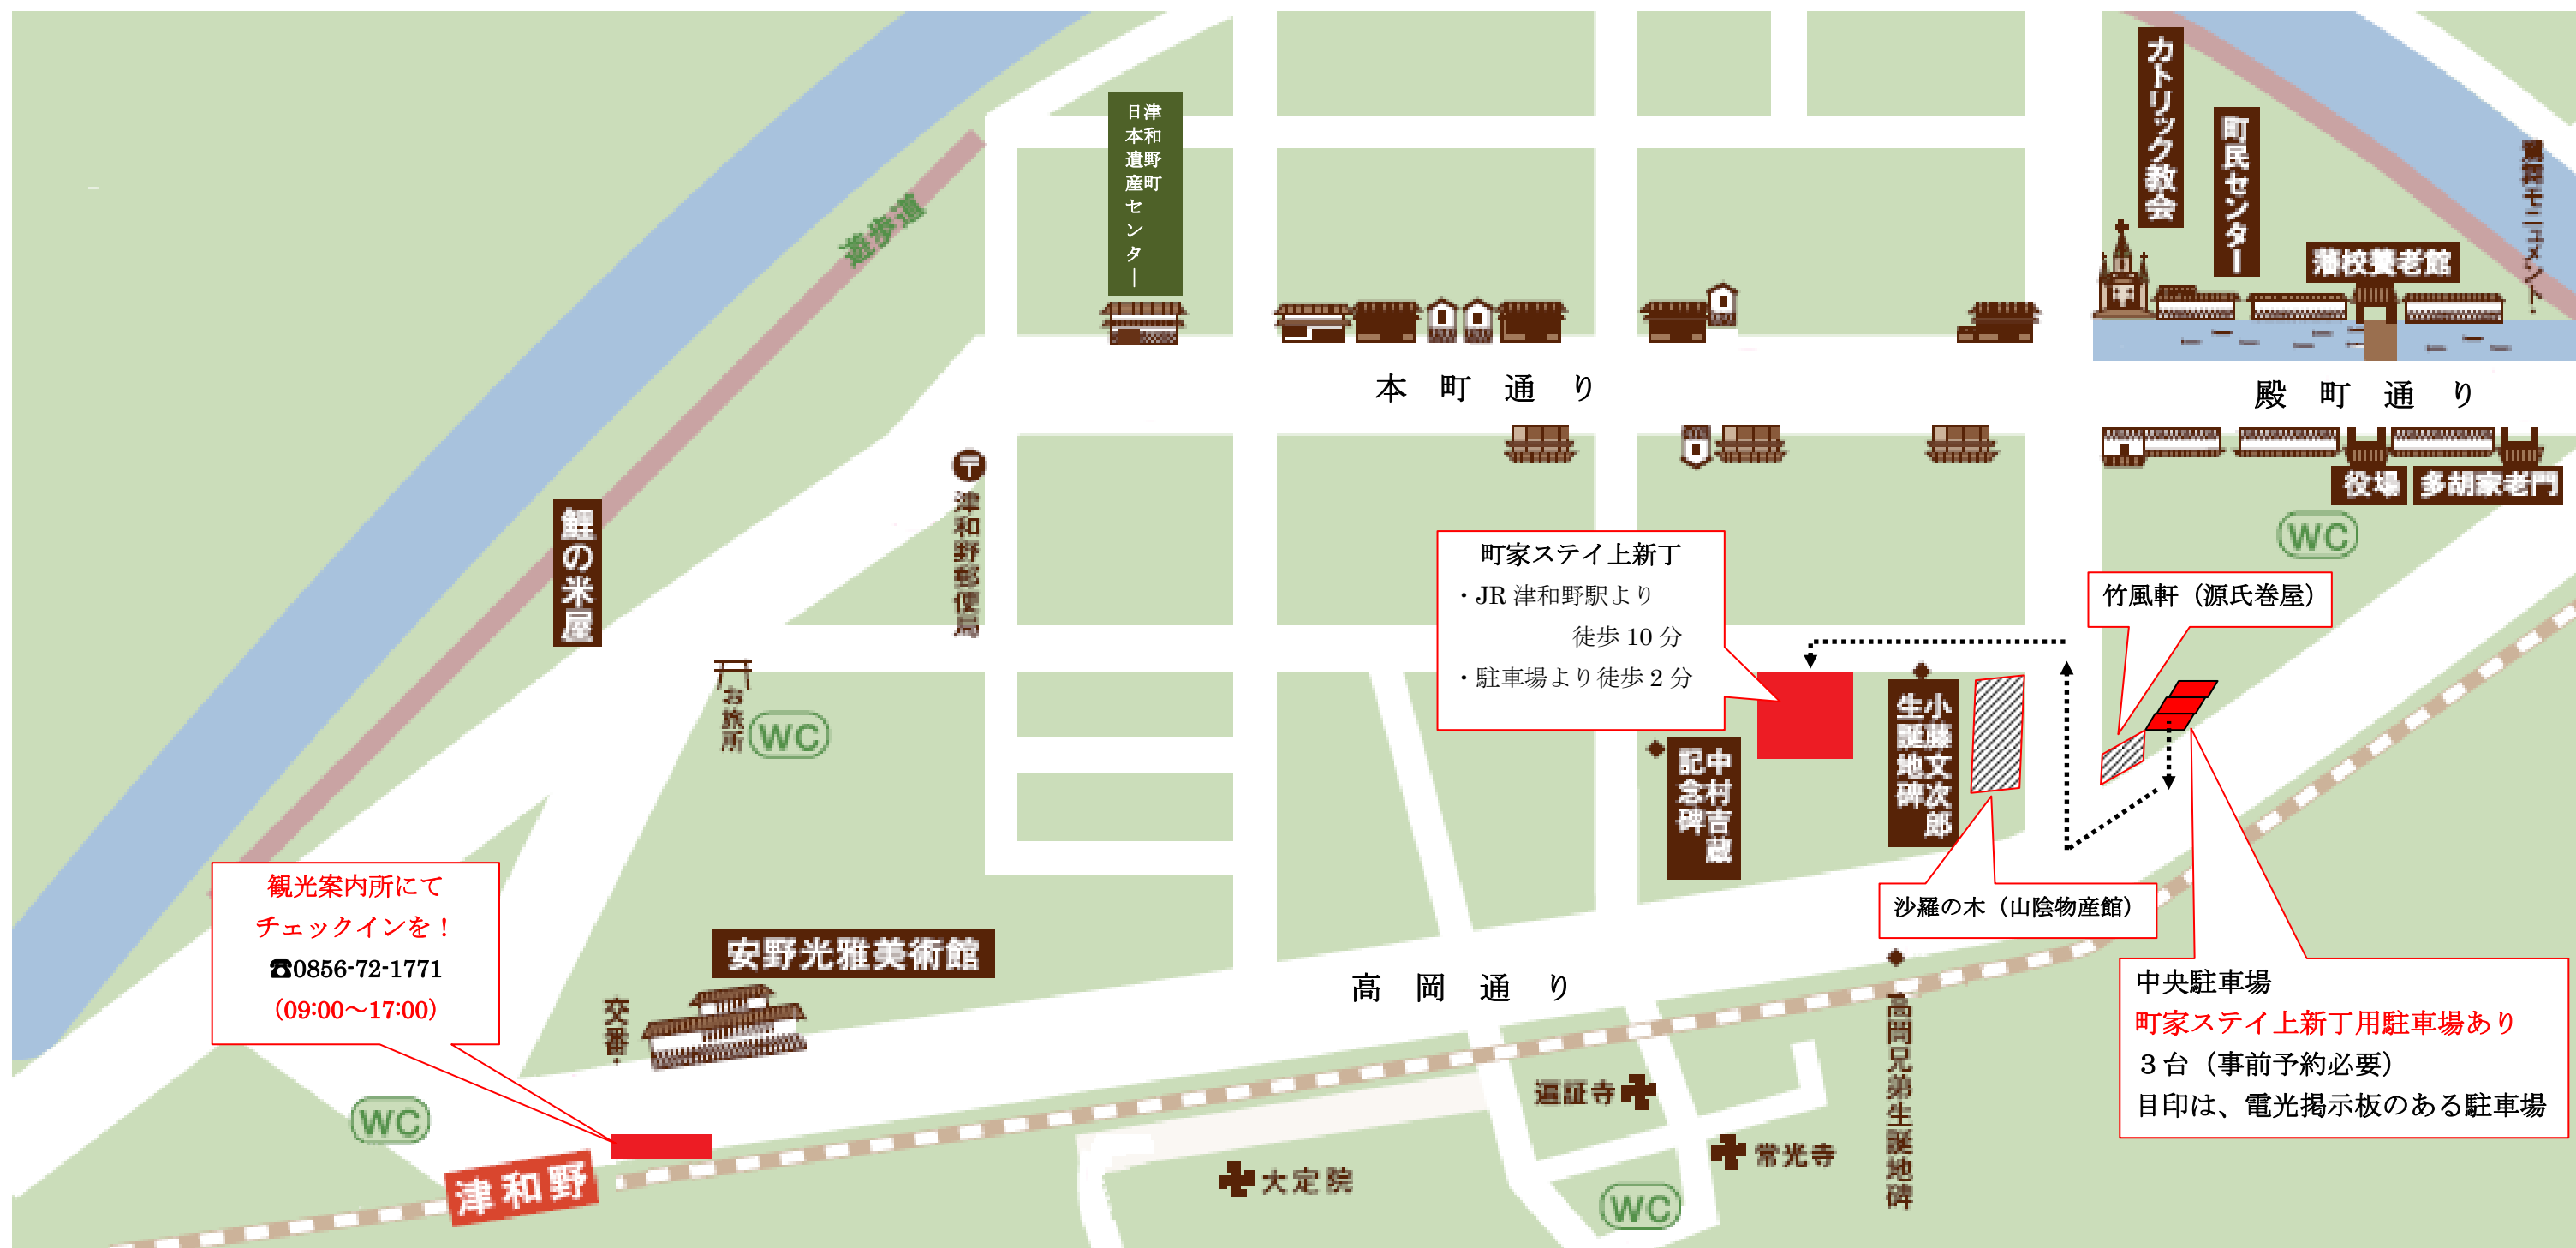 津和野町
日本遺産センター
カトリック教会
町民センター
藩校養老館
鷺舞モニュメント
遊歩道
本町通り
殿町通り
役場
多胡家老門
WC
鯉の米屋
〒
津和野郵便局
お旅所
WC
町家ステイ上新丁
・JR 津和野駅より
徒歩 10 分
・駐車場より徒歩 2 分
竹風軒（源氏巻屋）
小藤文次郎
生誕地碑
中村吉蔵
記念碑
沙羅の木（山陰物産館）
観光案内所にて
チェックインを！
☎0856-72-1771
（09:00～17:00）
安野光雅美術館
交番
高岡通り
中央駐車場
町家ステイ上新丁用駐車場あり
３台（事前予約必要）
目印は、電光掲示板のある駐車場
高岡兄弟生誕地碑
WC
津和野
遍証寺
常光寺
大定院
WC